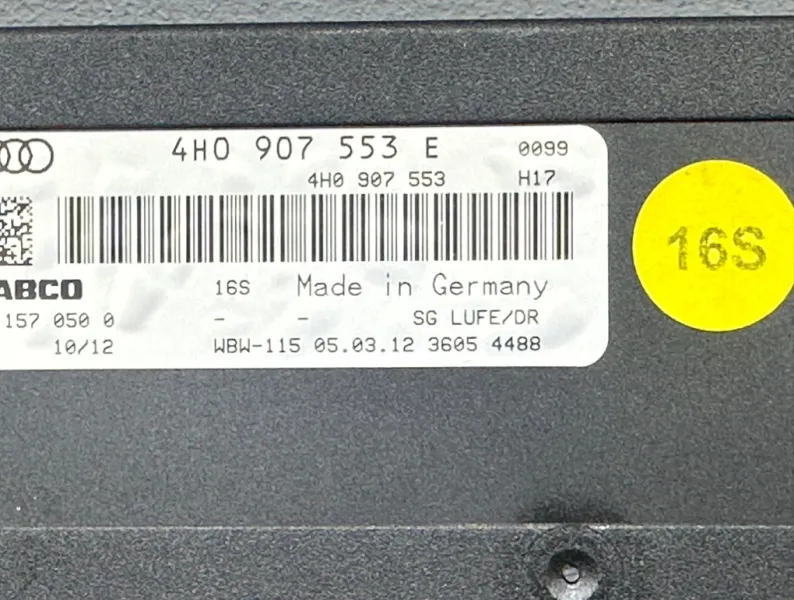 4H0 907 553 E 0099
4H0 907 553 H17
ABCO 16S Made in Germany
157 050 0 - - SG LUFE/DR
10/12 WBW-115 05.03.12 3605 4488
16S